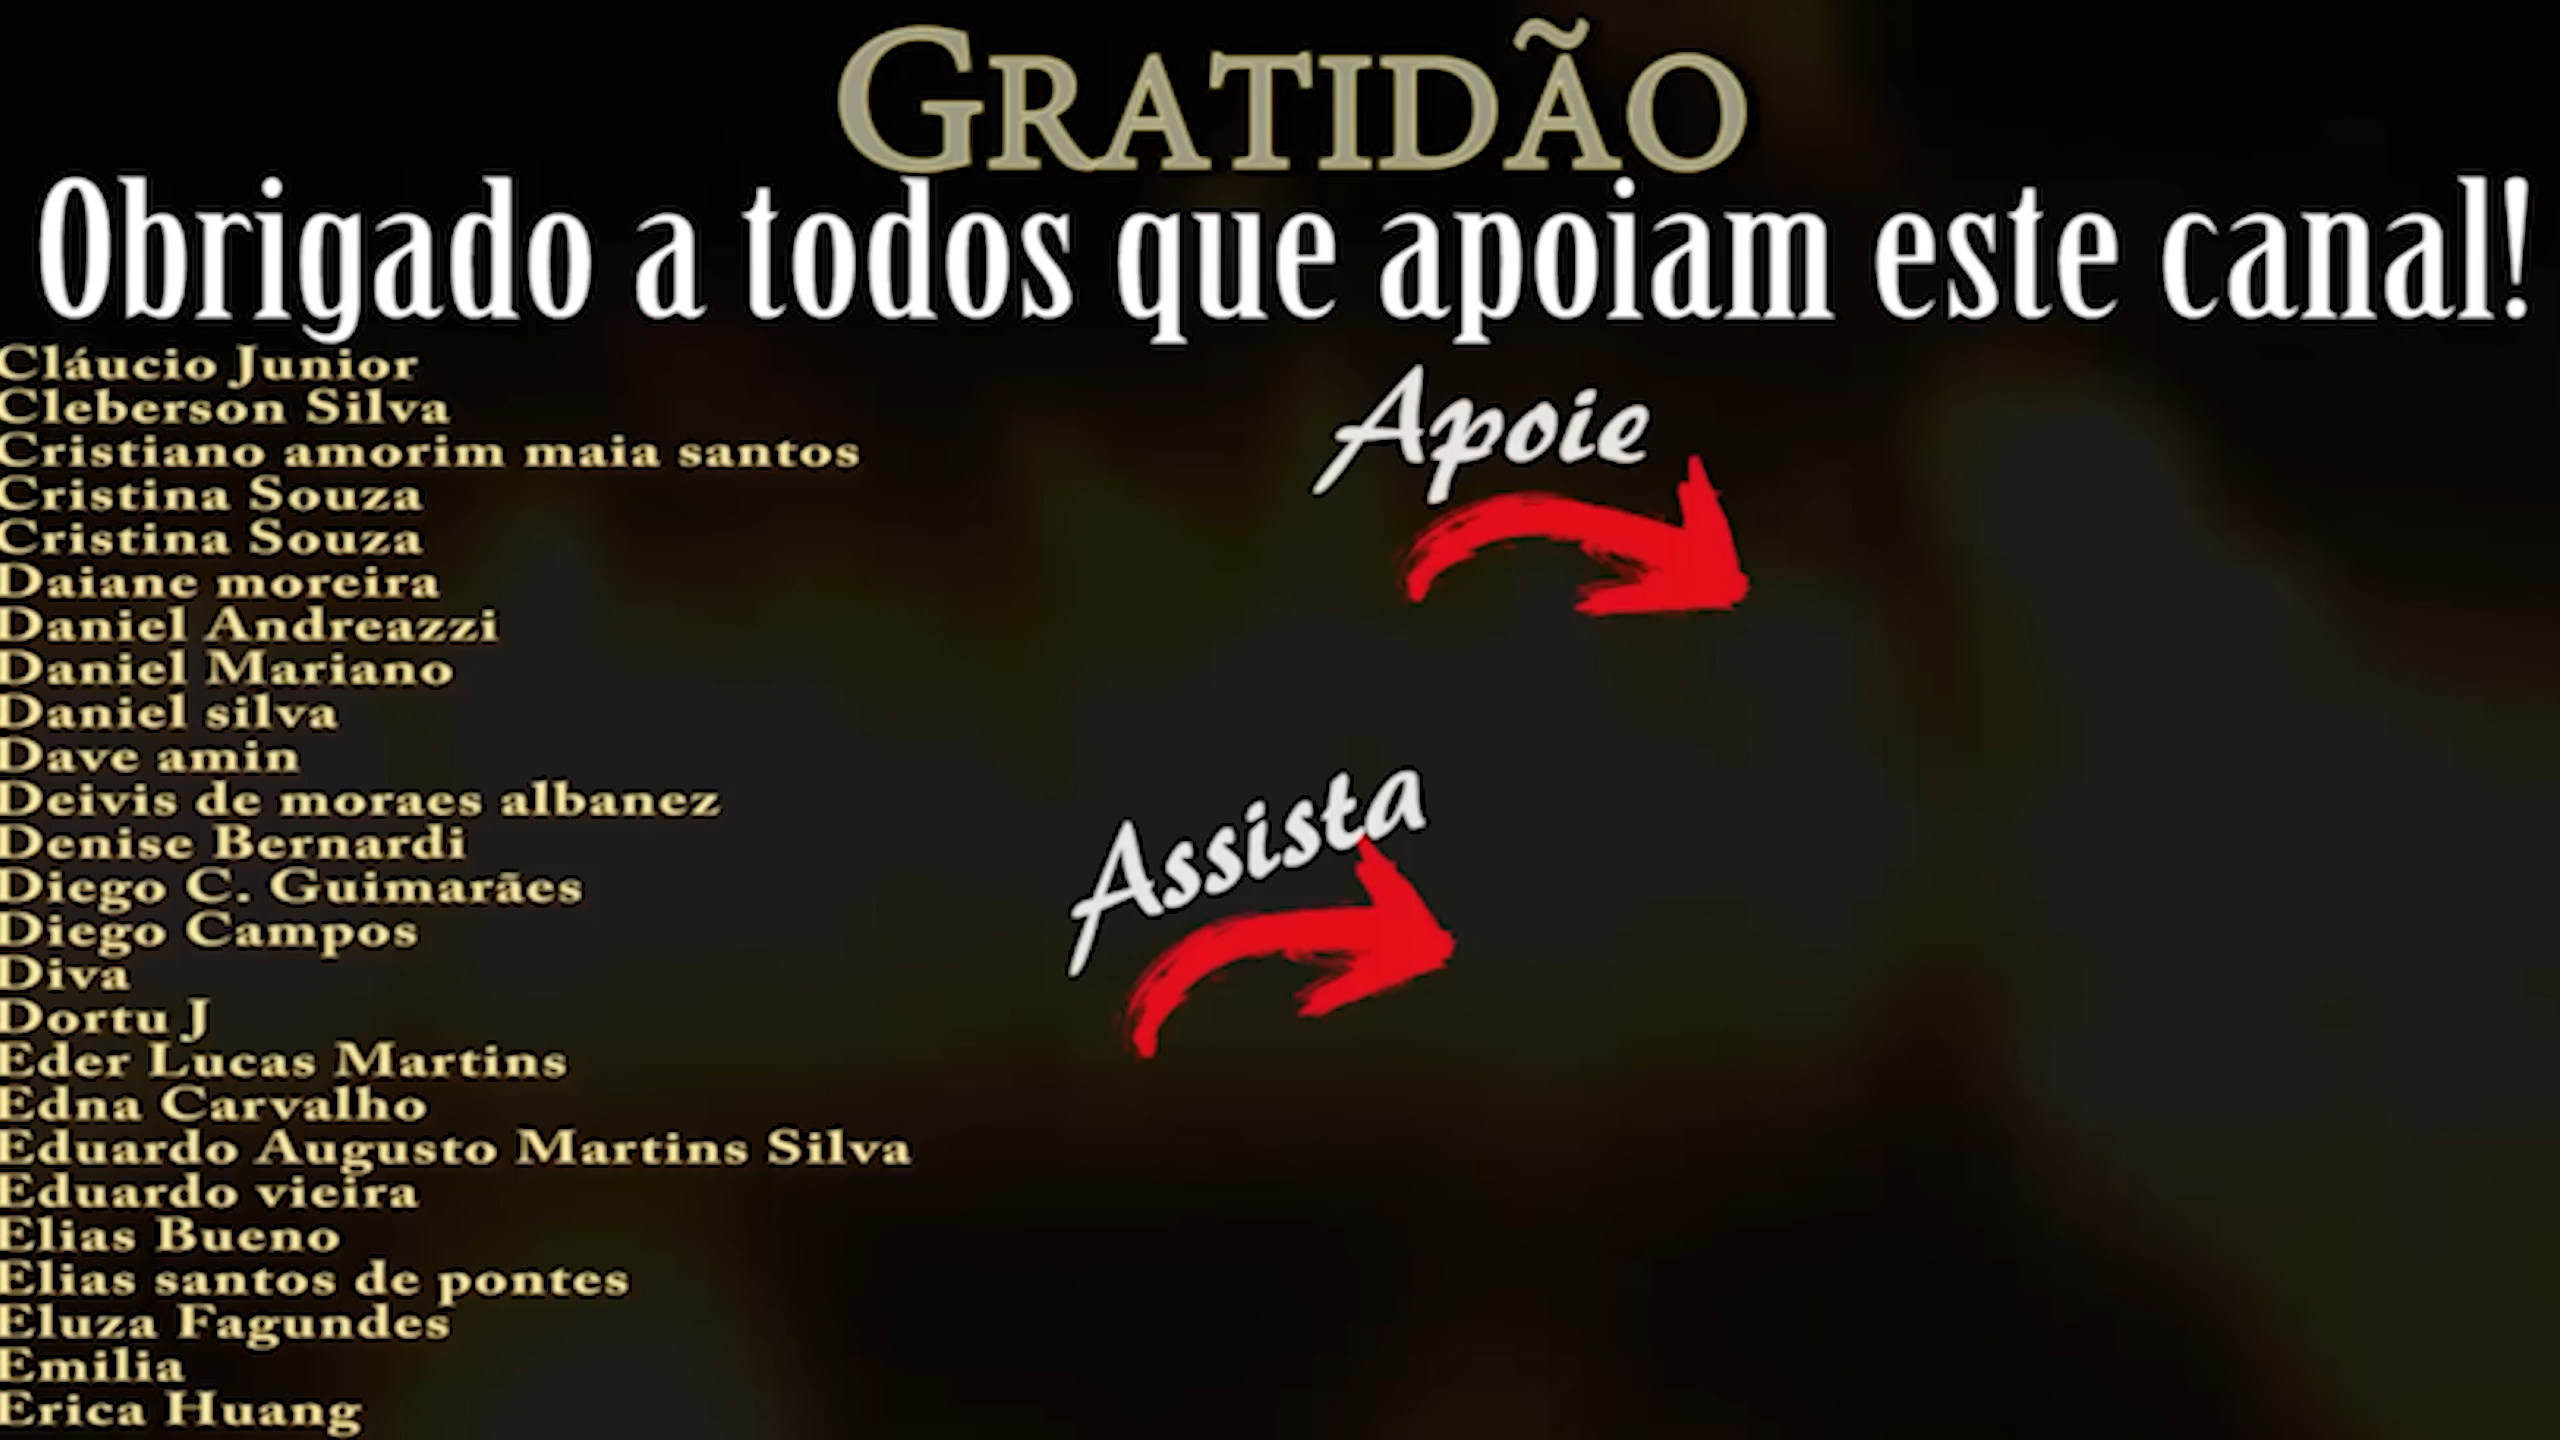 GRATIDÃO
Obrigado a todos que apoiam este canal!
Cláucio Junior
Cleberson Silva
Cristiano amorim maia santos
Cristina Souza
Cristina Souza
Daiane moreira
Daniel Andreazzi
Daniel Mariano
Daniel silva
Dave amin
Deivis de moraes albanez
Denise Bernardi
Diego C. Guimarães
Diego Campos
Diva
Dortu J
Eder Lucas Martins
Edna Carvalho
Eduardo Augusto Martins Silva
Eduardo vieira
Elias Bueno
Elias santos de pontes
Eluza Fagundes
Emilia
Erica Huang
Apoie
Assista